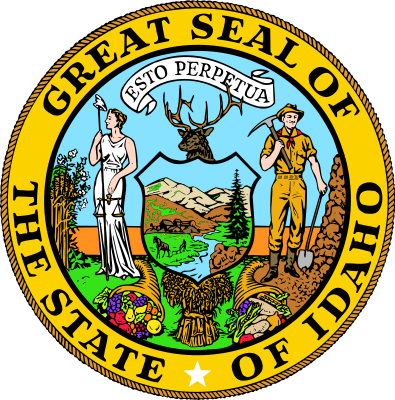 GREAT SEAL OF
THE STATE ★ OF IDAHO
ESTO PERPETUA